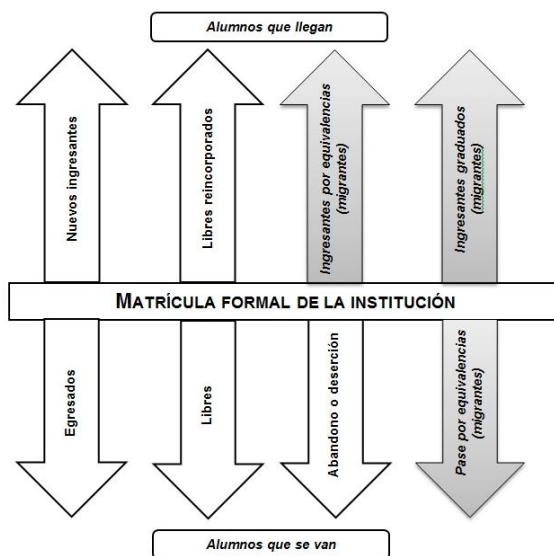 Alumnos que llegan
Nuevos ingresantes
Libres reincorporados
Ingresantes por equivalencias
(migrantes)
Ingresantes graduados
(migrantes)
MATRÍCULA FORMAL DE LA INSTITUCIÓN
Egresados
Libres
Abandono o deserción
Pase por equivalencias
(migrantes)
Alumnos que se van